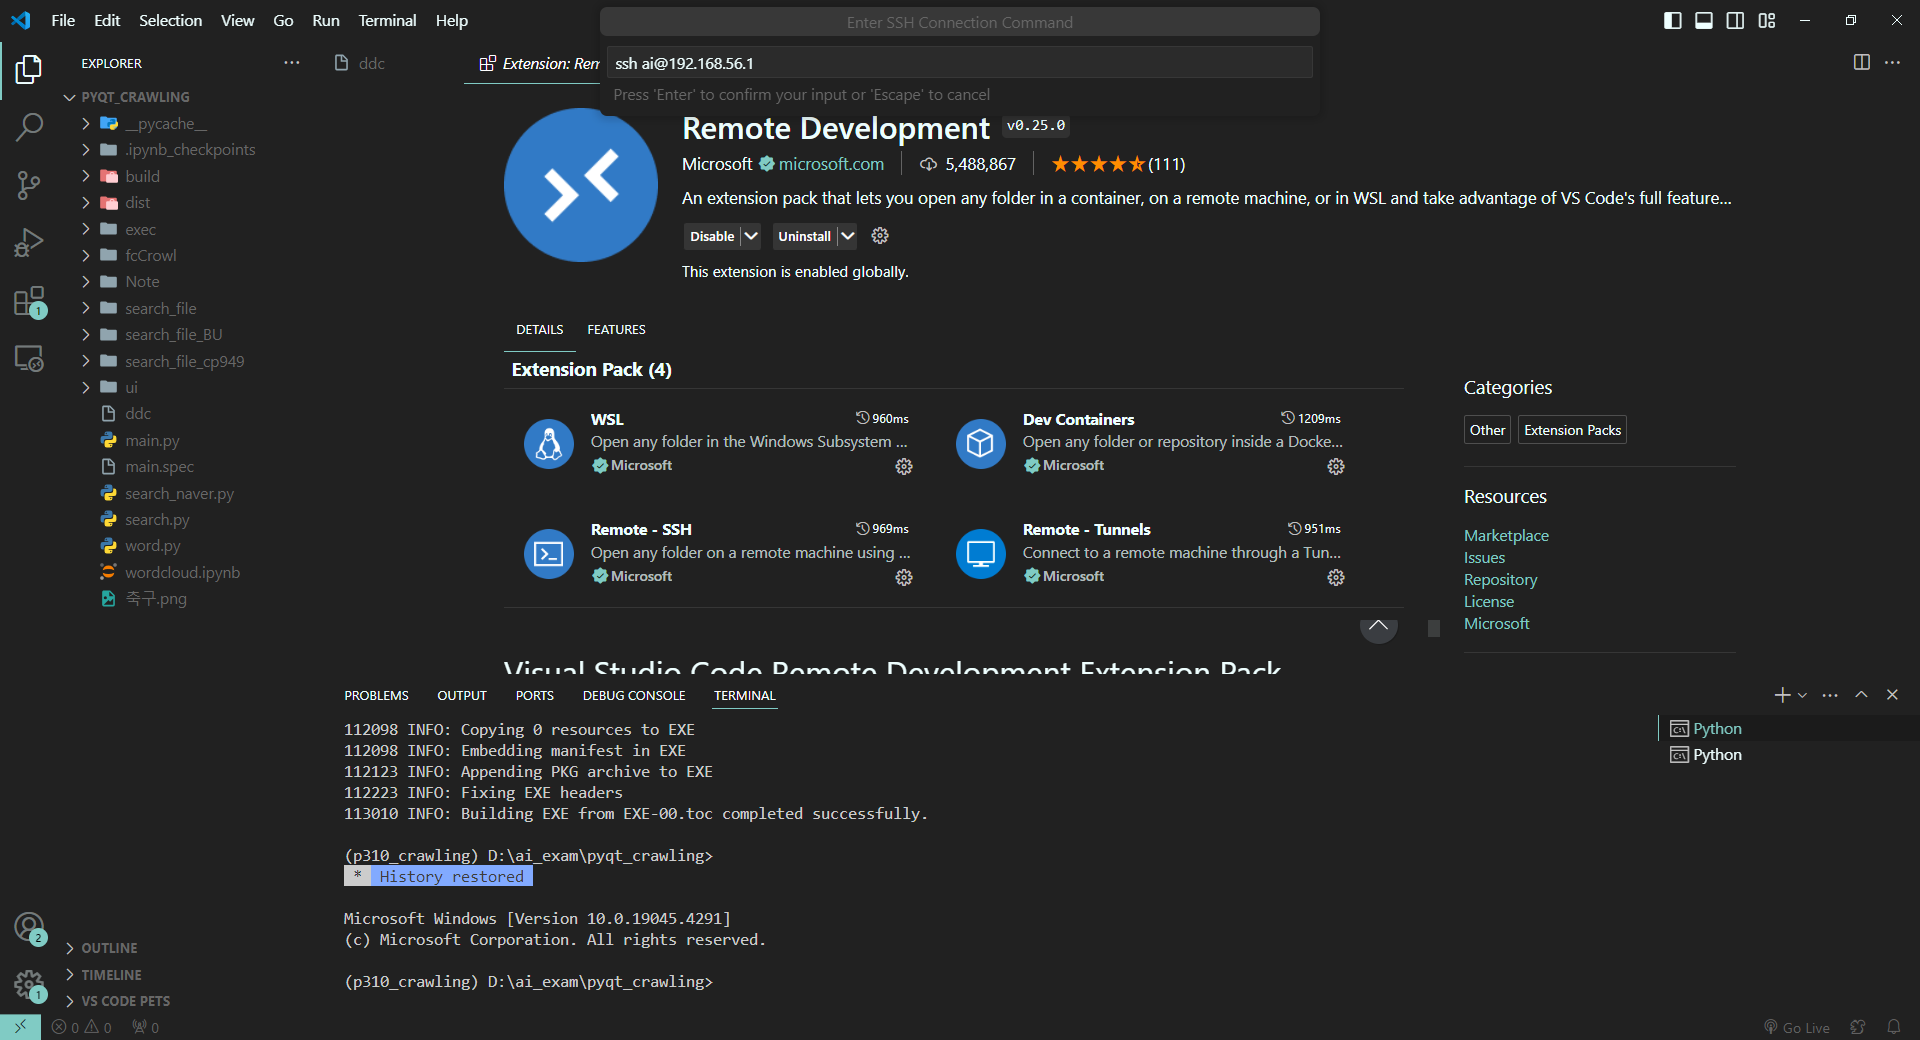 File Edit Selection View Go Run Terminal Help
Enter SSH Connection Command
ssh ai@192.168.56.1
Press 'Enter' to confirm your input or 'Escape' to cancel
EXPLORER
PYQT_CRAWLING
__pycache__
.ipynb_checkpoints
build
dist
exec
fcCrowl
Note
search_file
search_file_BU
search_file_cp949
ui
ddc
main.py
main.spec
search_naver.py
search.py
word.py
wordcloud.ipynb
축구.png
OUTLINE
TIMELINE
VS CODE PETS
1
2
1
ddc
Extension: Rem
Remote Development v0.25.0
Microsoft microsoft.com 5,488,867 (111)
An extension pack that lets you open any folder in a container, on a remote machine, or in WSL and take advantage of VS Code's full feature...
Disable Uninstall
This extension is enabled globally.
DETAILS FEATURES
Extension Pack (4)
WSL 960ms
Open any folder in the Windows Subsystem ...
Microsoft
Dev Containers 1209ms
Open any folder or repository inside a Docke...
Microsoft
Remote - SSH 969ms
Open any folder on a remote machine using ...
Microsoft
Remote - Tunnels 951ms
Connect to a remote machine through a Tun...
Microsoft
Visual Studio Code Remote Development Extension Pack
Categories
Other Extension Packs
Resources
Marketplace
Issues
Repository
License
Microsoft
PROBLEMS OUTPUT PORTS DEBUG CONSOLE TERMINAL
112098 INFO: Copying 0 resources to EXE
112098 INFO: Embedding manifest in EXE
112123 INFO: Appending PKG archive to EXE
112223 INFO: Fixing EXE headers
113010 INFO: Building EXE from EXE-00.toc completed successfully.
(p310_crawling) D:\ai_exam\pyqt_crawling>
* History restored
Microsoft Windows [Version 10.0.19045.4291]
(c) Microsoft Corporation. All rights reserved.
(p310_crawling) D:\ai_exam\pyqt_crawling>
Python
Python
0 0 0
Go Live